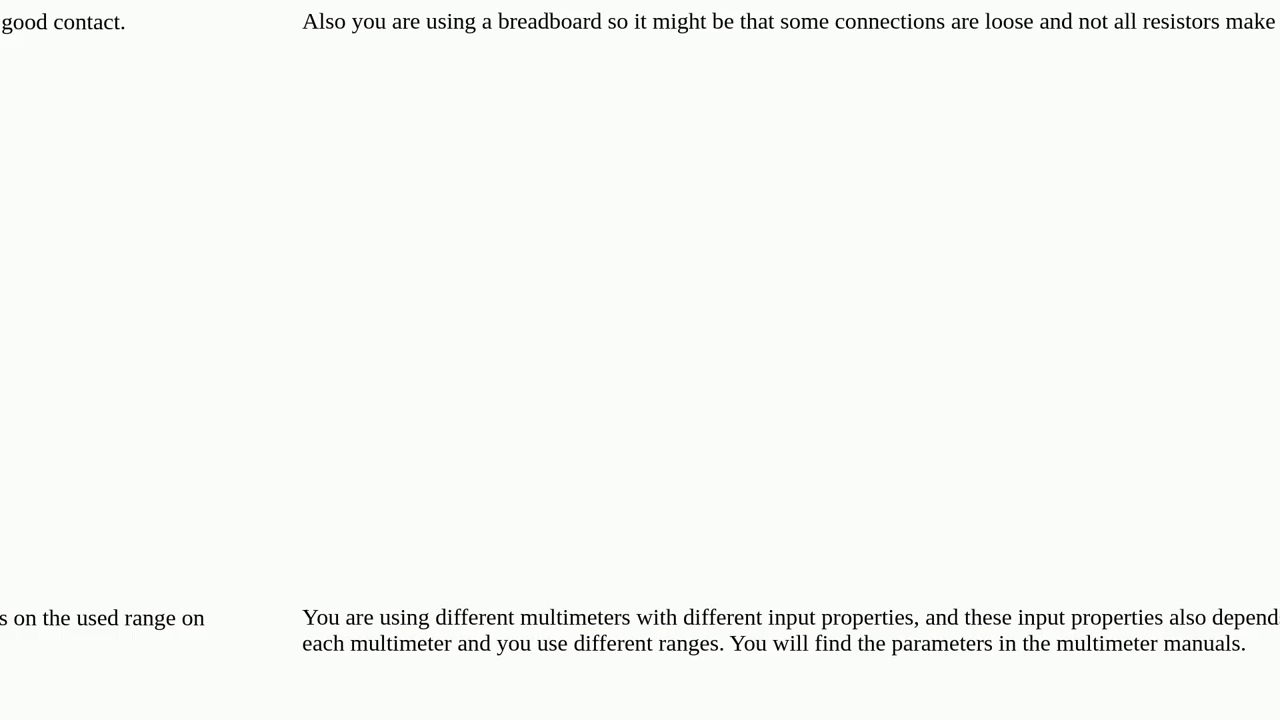 Also you are using a breadboard so it might be that some connections are loose and not all resistors make
good contact.
You are using different multimeters with different input properties, and these input properties also depends on the used range on
each multimeter and you use different ranges. You will find the parameters in the multimeter manuals.